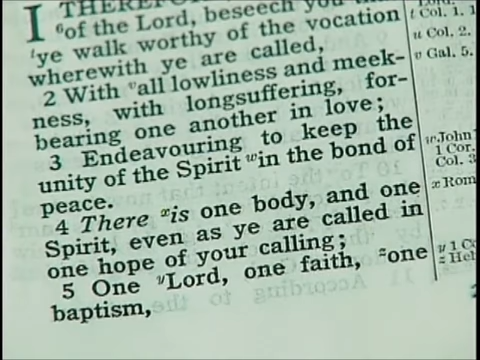 I THEREFOR
of the Lord, beseech you th
ye walk worthy of the vocation
wherewith ye are called,
2 With all lowliness and meek-
ness, with longsuffering, for-
bearing one another in love;
3 Endeavouring to keep the
unity of the Spirit in the bond of
peace.
4 There is one body, and one
Spirit, even as ye are called in
one hope of your calling;
5 One Lord, one faith, one
baptism,
t Col. 1. 1
u Col. 2.
v Gal. 5.
w John
1 Cor.
Col. 3
x Rom
y 1 Co
z Heb